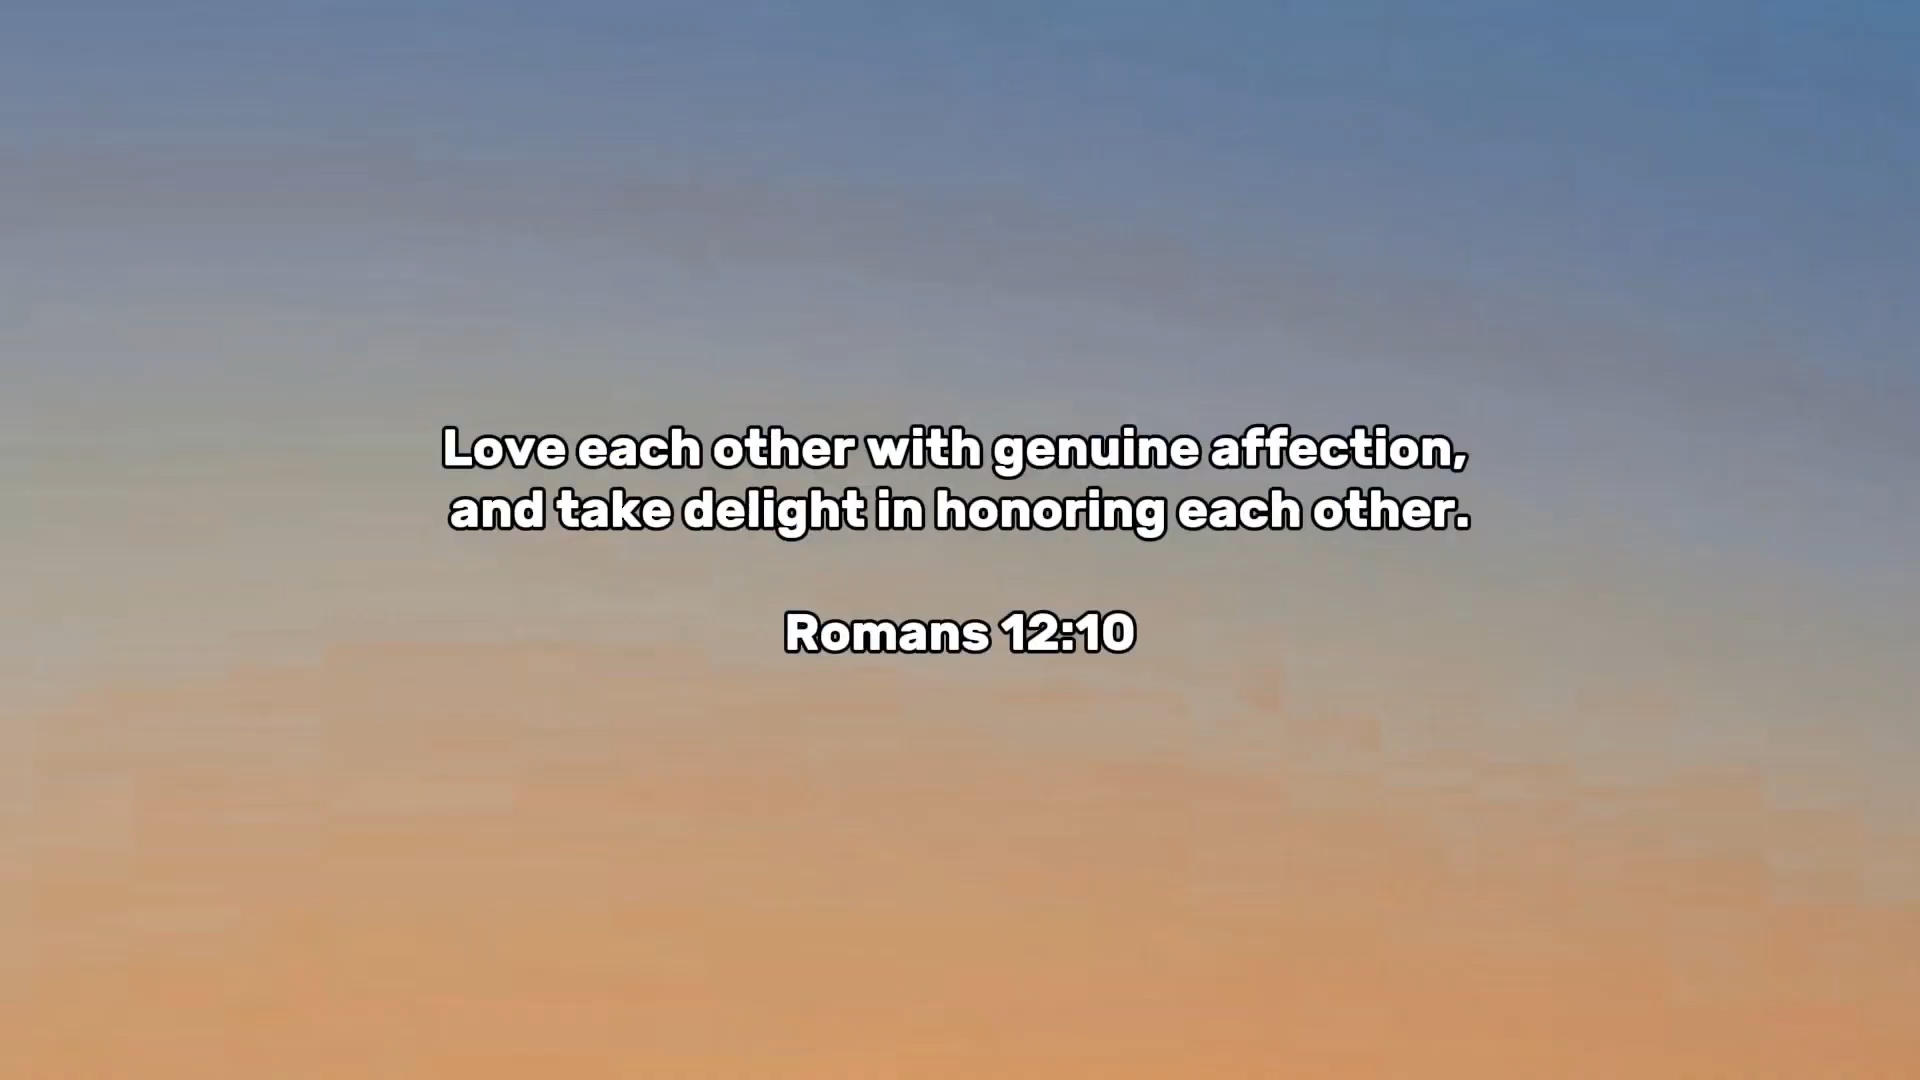 Love each other with genuine affection,
and take delight in honoring each other.
Romans 12:10